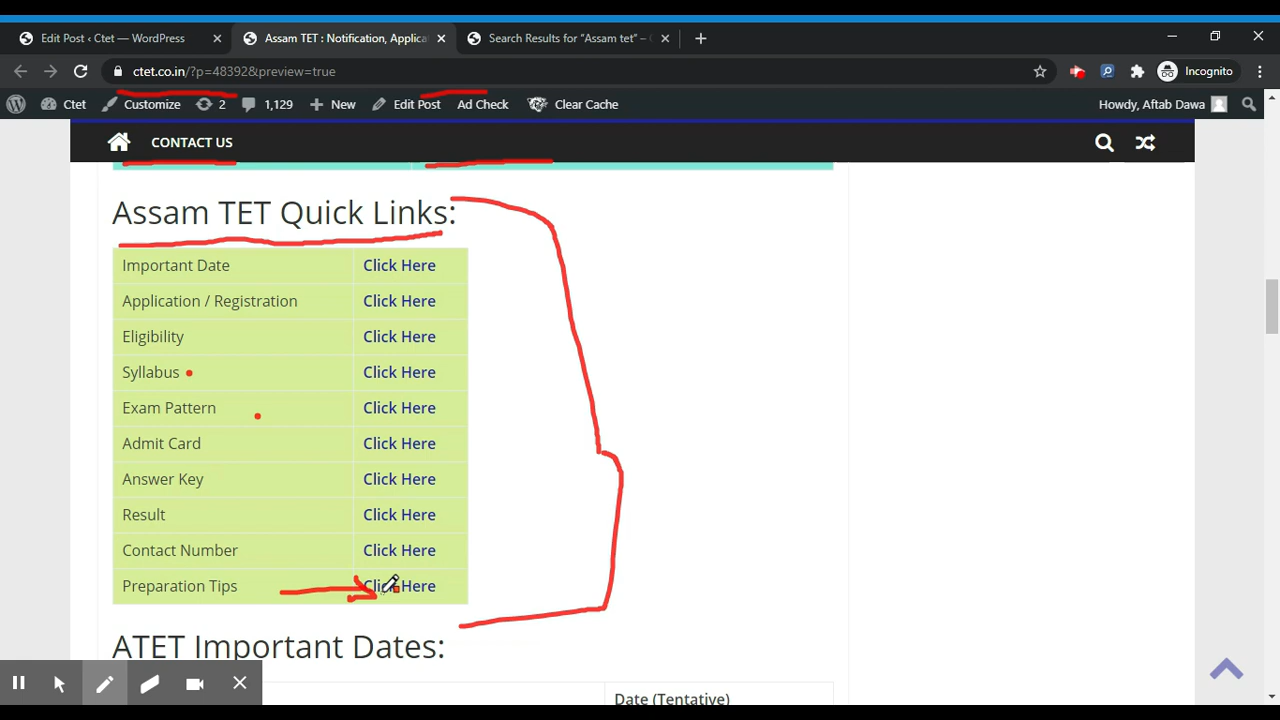 Edit Post ‹ Ctet — WordPress
Assam TET : Notification, Applica
Search Results for “Assam tet” –
ctet.co.in/?p=48392&preview=true
Incognito
Ctet Customize 2 1,129 New Edit Post Ad Check Clear Cache Howdy, Aftab Dawa
CONTACT US
Assam TET Quick Links:
Important Date Click Here
Application / Registration Click Here
Eligibility Click Here
Syllabus Click Here
Exam Pattern Click Here
Admit Card Click Here
Answer Key Click Here
Result Click Here
Contact Number Click Here
Preparation Tips Click Here
ATET Important Dates:
Date (Tentative)